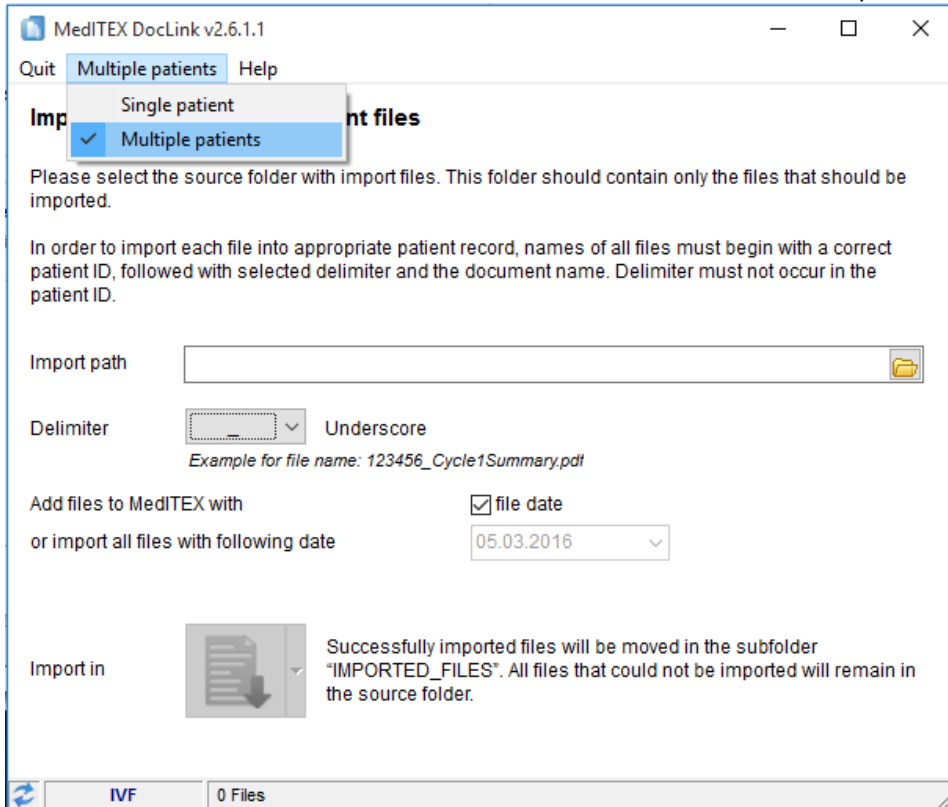 MedITEX DocLink v2.6.1.1
Quit Multiple patients Help
Single patient
Multiple patients
Imp nt files
Please select the source folder with import files. This folder should contain only the files that should be
imported.
In order to import each file into appropriate patient record, names of all files must begin with a correct
patient ID, followed with selected delimiter and the document name. Delimiter must not occur in the
patient ID.
Import path
Delimiter _ Underscore
Example for file name: 123456_Cycle1Summary.pdf
Add files to MedITEX with file date
or import all files with following date 05.03.2016
Import in
Successfully imported files will be moved in the subfolder
“IMPORTED_FILES”. All files that could not be imported will remain in
the source folder.
IVF 0 Files